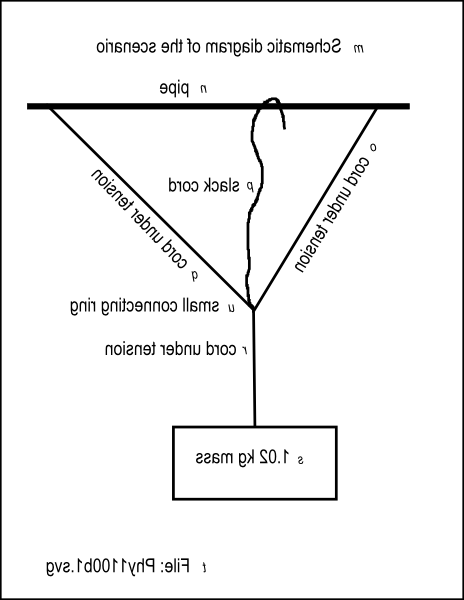 m Schematic diagram of the scenario
n pipe
o cord under tension
p slack cord
q cord under tension
u small connecting ring
r cord under tension
s 1.02 kg mass
t File: Phy1100b1.svg